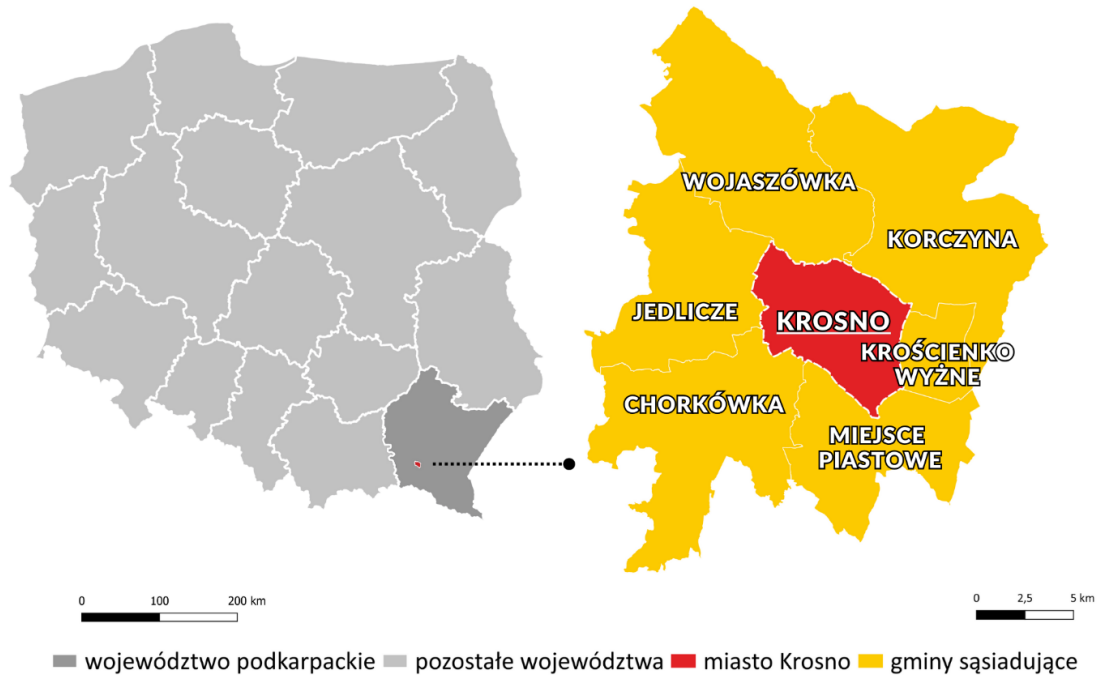 WOJASZÓWKA
KORCZYNA
JEDLICZE
KROSNO
KROŚCIENKO
WYŻNE
CHORKÓWKA
MIEJSCE
PIASTOWE
0 100 200 km
0 2,5 5 km
województwo podkarpackie pozostałe województwa miasto Krosno gminy sąsiadujące